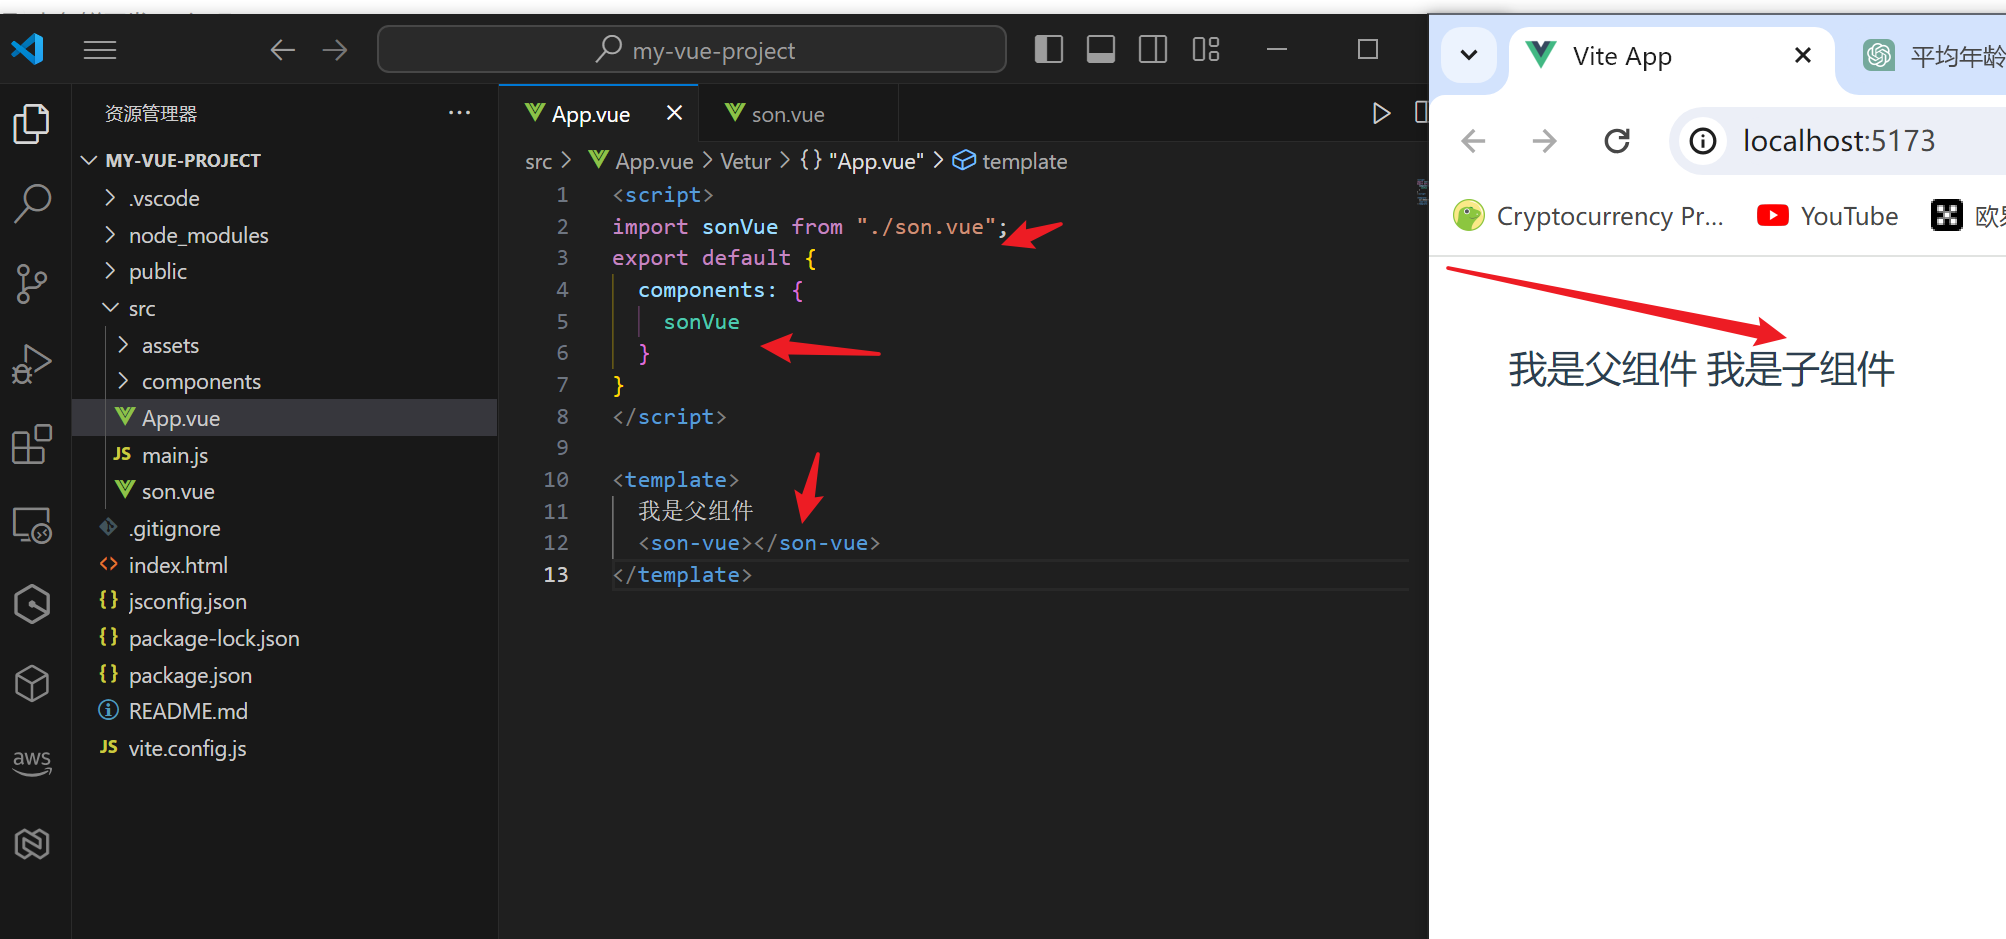 my-vue-project
资源管理器
MY-VUE-PROJECT
.vscode
node_modules
public
src
assets
components
App.vue
JS main.js
son.vue
.gitignore
<> index.html
{} jsconfig.json
{} package-lock.json
{} package.json
README.md
JS vite.config.js
aws
App.vue
son.vue
src > App.vue > Vetur > {} "App.vue" > template
1 <script>
2 import sonVue from "./son.vue";
3 export default {
4 components: {
5 sonVue
6 }
7 }
8 </script>
9
10 <template>
11 我是父组件
12 <son-vue></son-vue>
13 </template>
Vite App
平均年龄
localhost:5173
Cryptocurrency Pr...
YouTube
我是父组件 我是子组件